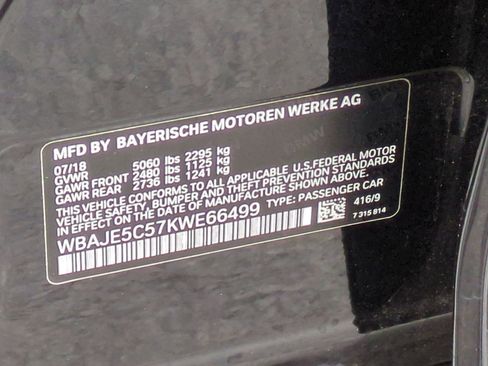 MFD BY BAYERISCHE MOTOREN WERKE AG
07/18
GVWR 5060 lbs 2295 kg
GAWR FRONT 2480 lbs 1125 kg
GAWR REAR 2736 lbs 1241 kg
THIS VEHICLE CONFORMS TO ALL APPLICABLE U.S. FEDERAL MOTOR
VEHICLE SAFETY, BUMPER AND THEFT PREVENTION STANDARDS
IN EFFECT ON THE DATE OF MANUFACTURE SHOWN ABOVE.
WBAJE5C57KWE66499 TYPE: PASSENGER CAR
416/9
7 315 814
BMW